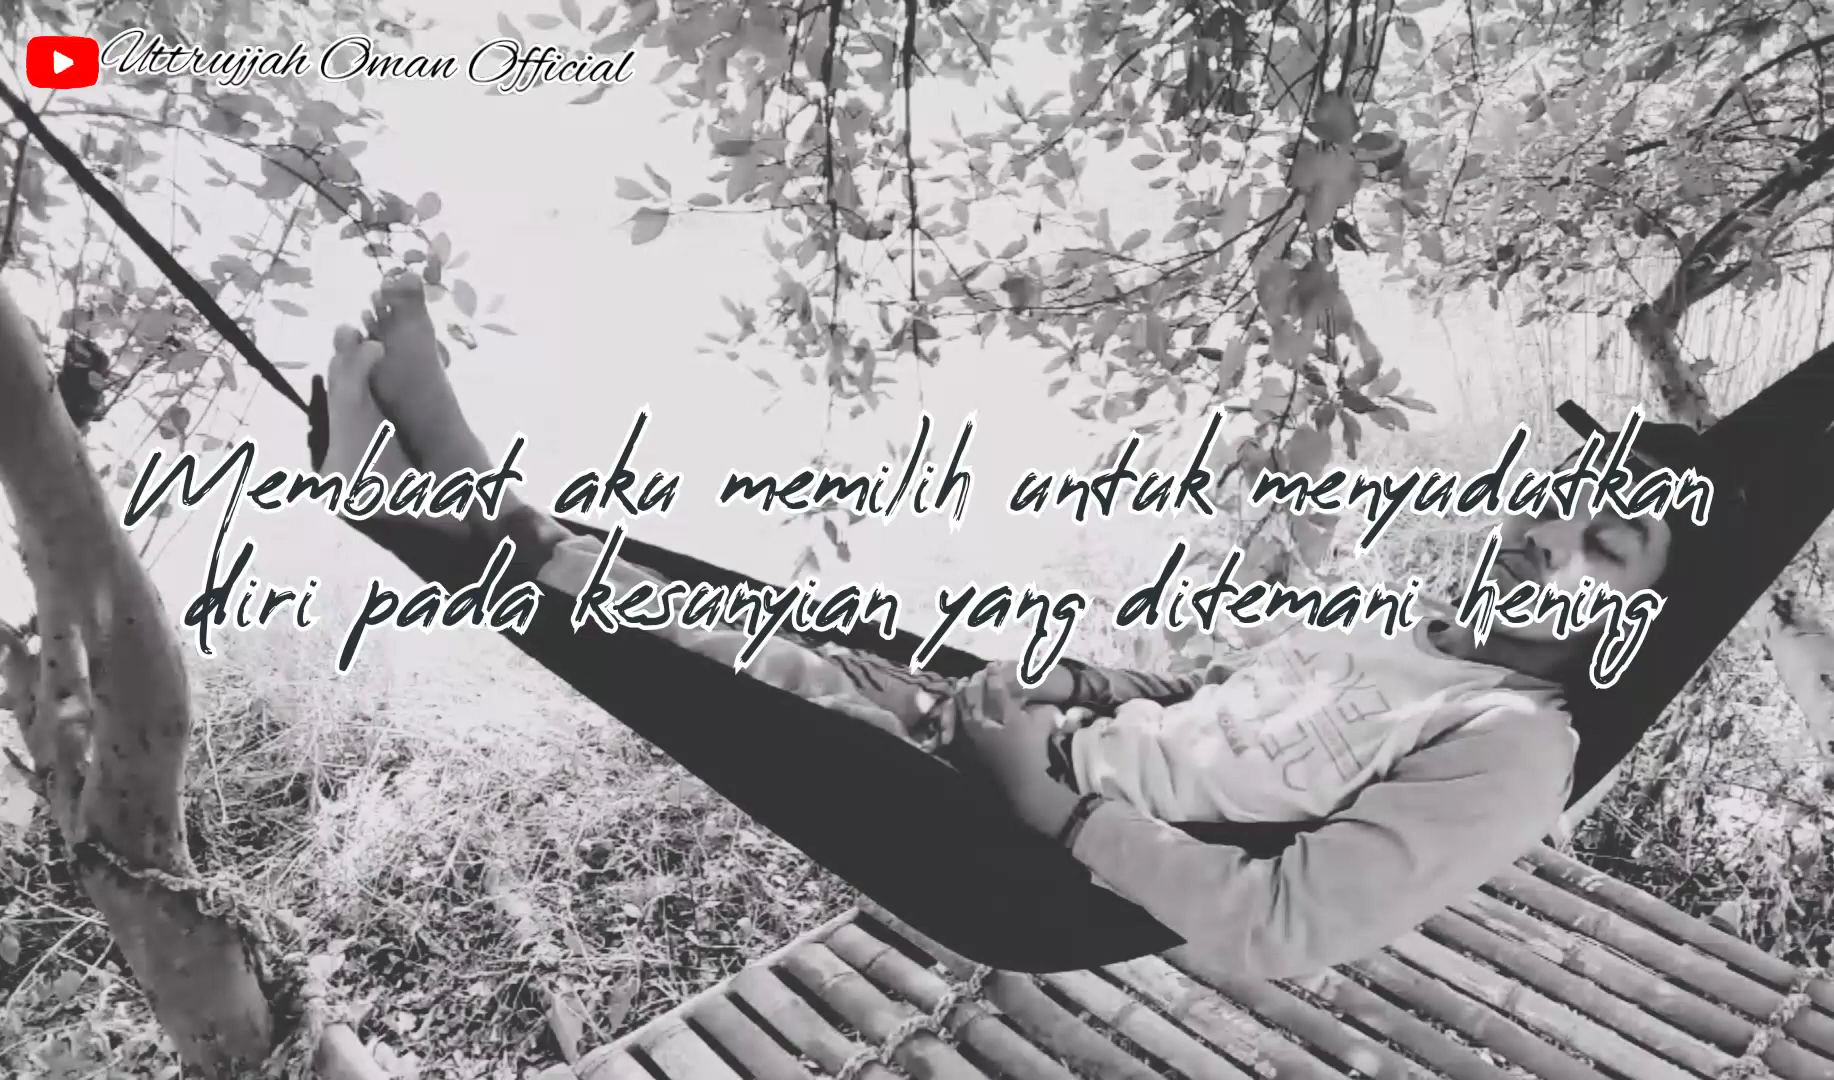 Uttrujjah Oman Official
Membuat aku memilih untuk menyudutkan
diri pada kesunyian yang ditemani hening